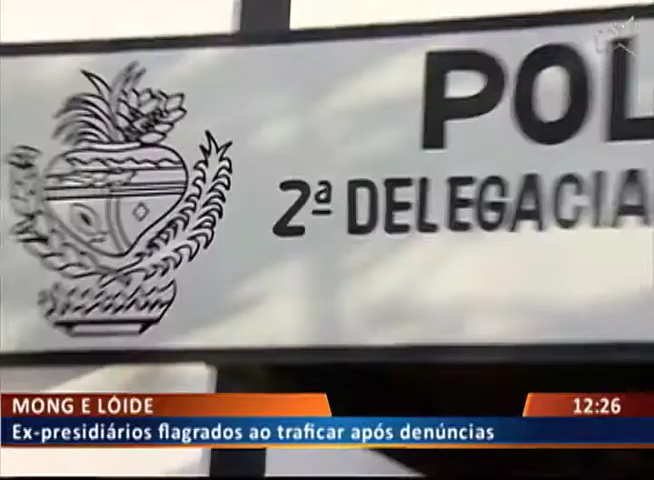 POL
2ª DELEGACIA
MONG E LÓIDE
12:26
Ex-presidiários flagrados ao traficar após denúncias